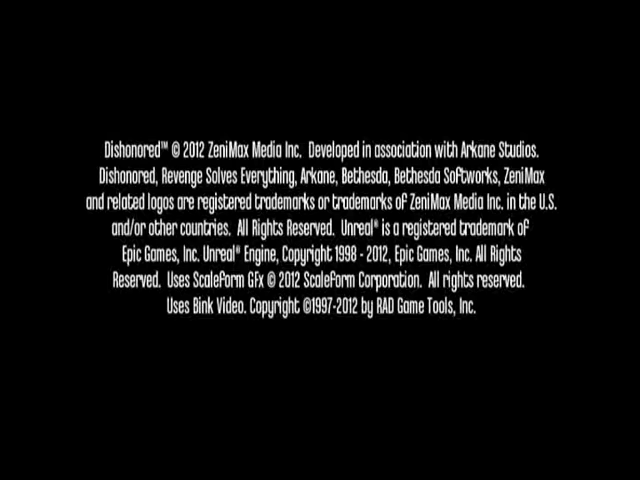 Dishonored™ © 2012 ZeniMax Media Inc. Developed in association with Arkane Studios.
Dishonored, Revenge Solves Everything, Arkane, Bethesda, Bethesda Softworks, ZeniMax
and related logos are registered trademarks or trademarks of ZeniMax Media Inc. in the U.S.
and/or other countries. All Rights Reserved. Unreal® is a registered trademark of
Epic Games, Inc. Unreal® Engine, Copyright 1998 - 2012, Epic Games, Inc. All Rights
Reserved. Uses Scaleform GFx © 2012 Scaleform Corporation. All rights reserved.
Uses Bink Video. Copyright ©1997-2012 by RAD Game Tools, Inc.